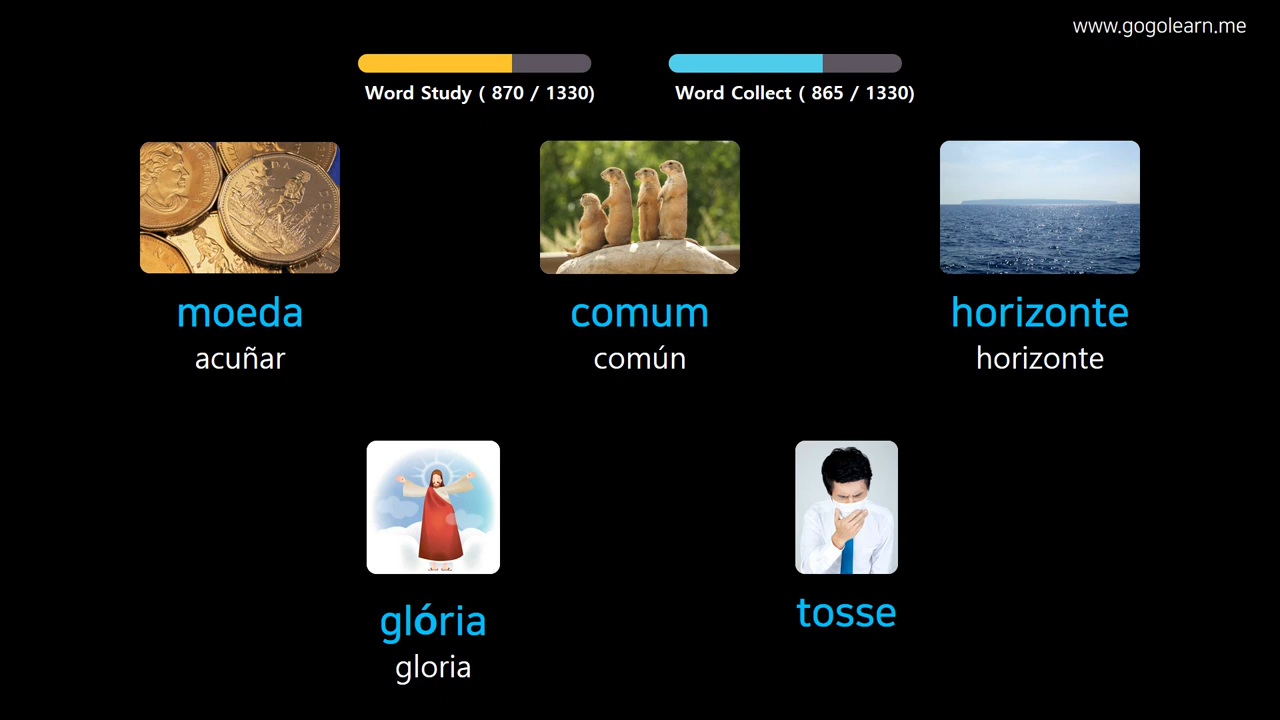 www.gogolearn.me
Word Study ( 870 / 1330)
Word Collect ( 865 / 1330)
moeda
acuñar
comum
común
horizonte
horizonte
glória
gloria
tosse